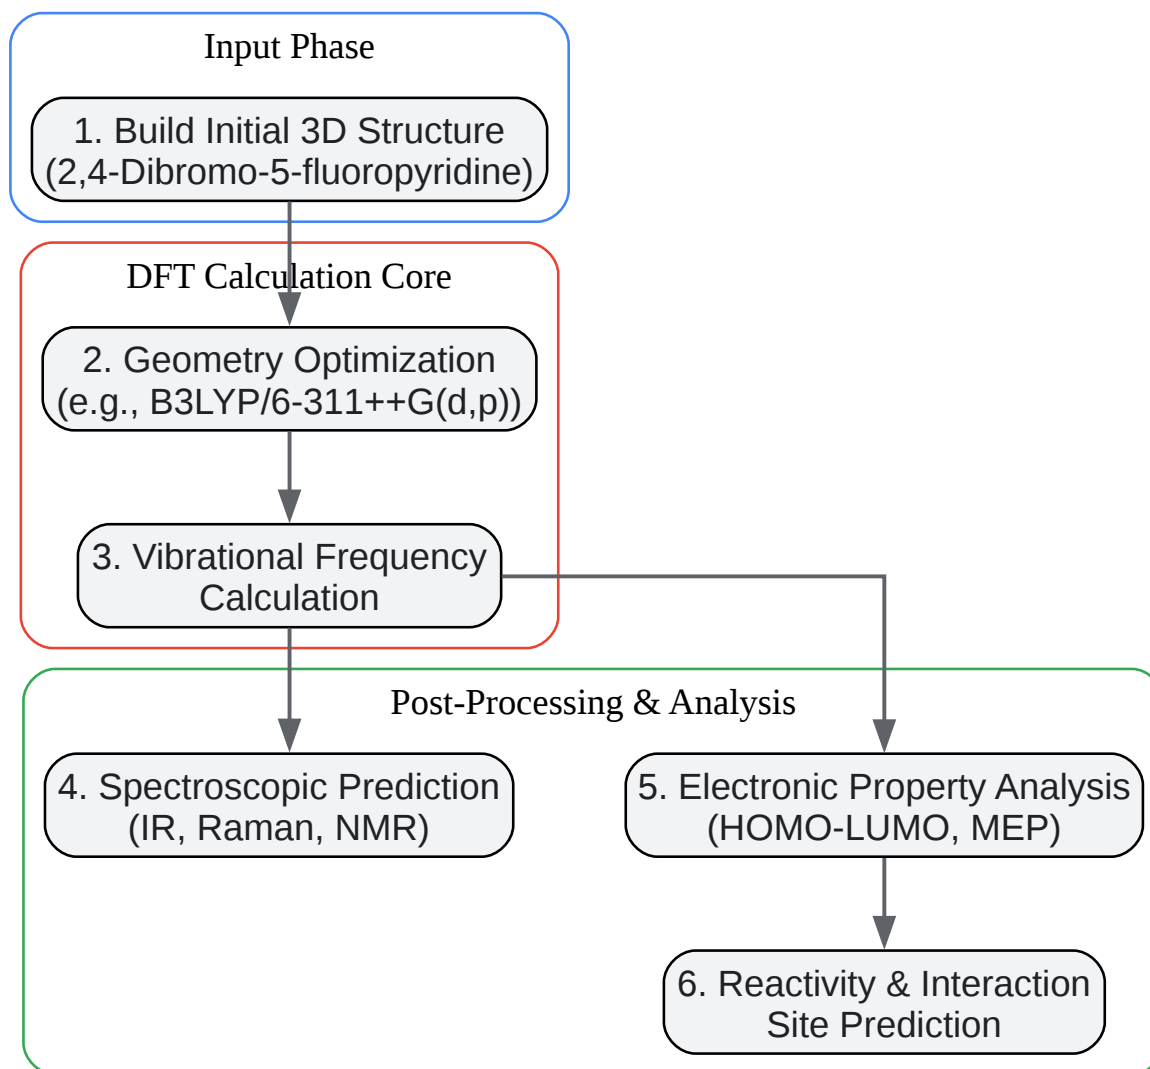 Input Phase
1. Build Initial 3D Structure
(2,4-Dibromo-5-fluoropyridine)
DFT Calculation Core
2. Geometry Optimization
(e.g., B3LYP/6-311++G(d,p))
3. Vibrational Frequency
Calculation
Post-Processing & Analysis
4. Spectroscopic Prediction
(IR, Raman, NMR)
5. Electronic Property Analysis
(HOMO-LUMO, MEP)
6. Reactivity & Interaction
Site Prediction